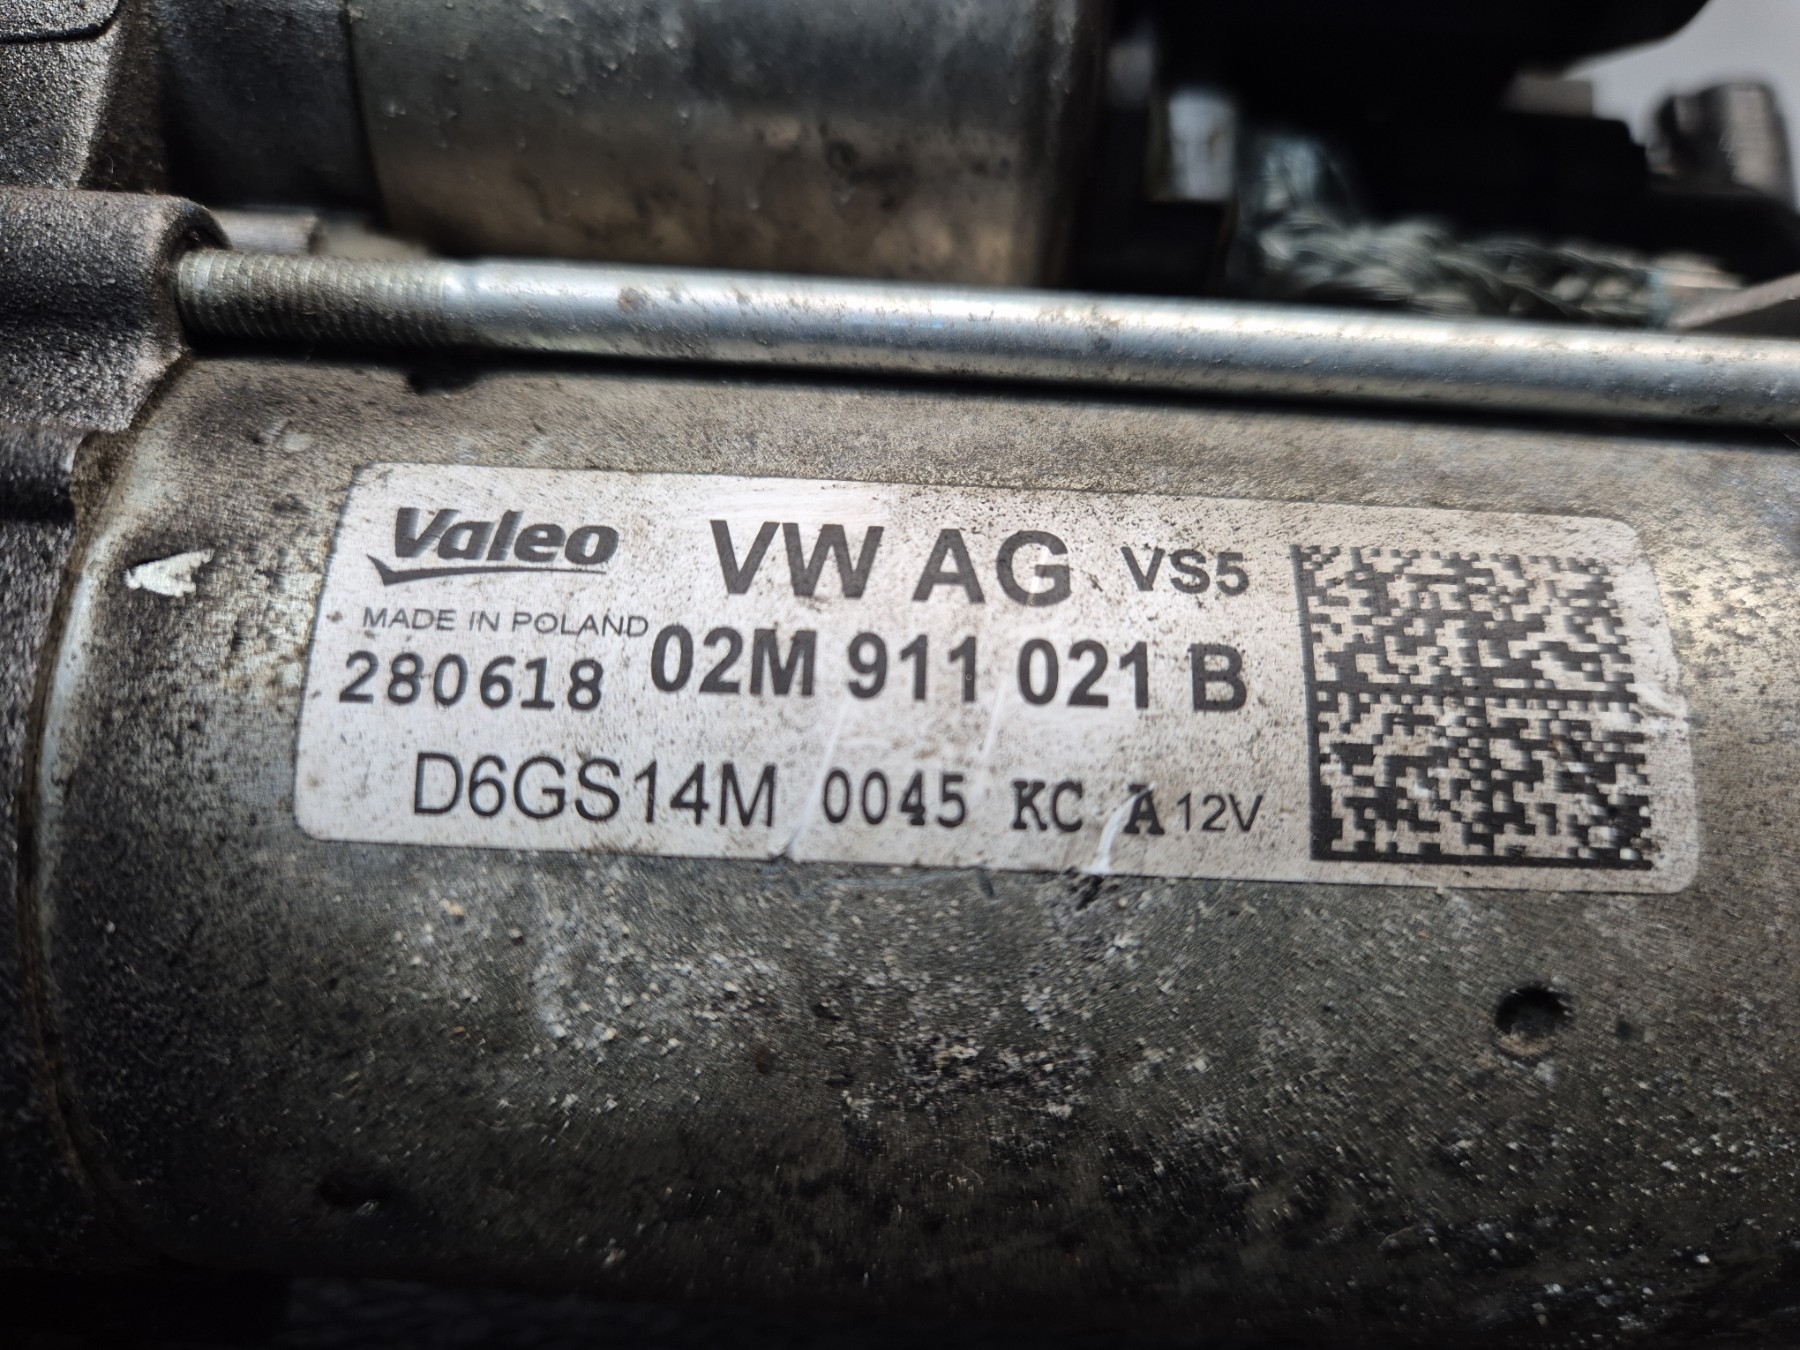 Valeo VW AG VS5
MADE IN POLAND
280618 02M 911 021 B
D6GS14M 0045 KC A 12V